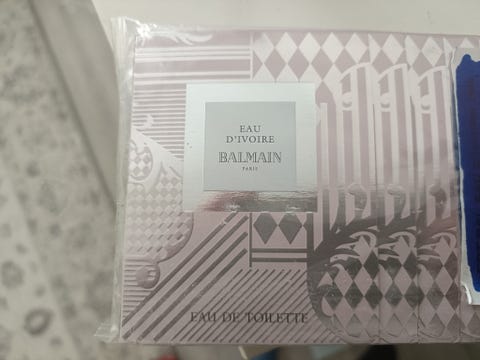 EAU
D'IVOIRE
BALMAIN
PARIS
EAU DE TOILETTE